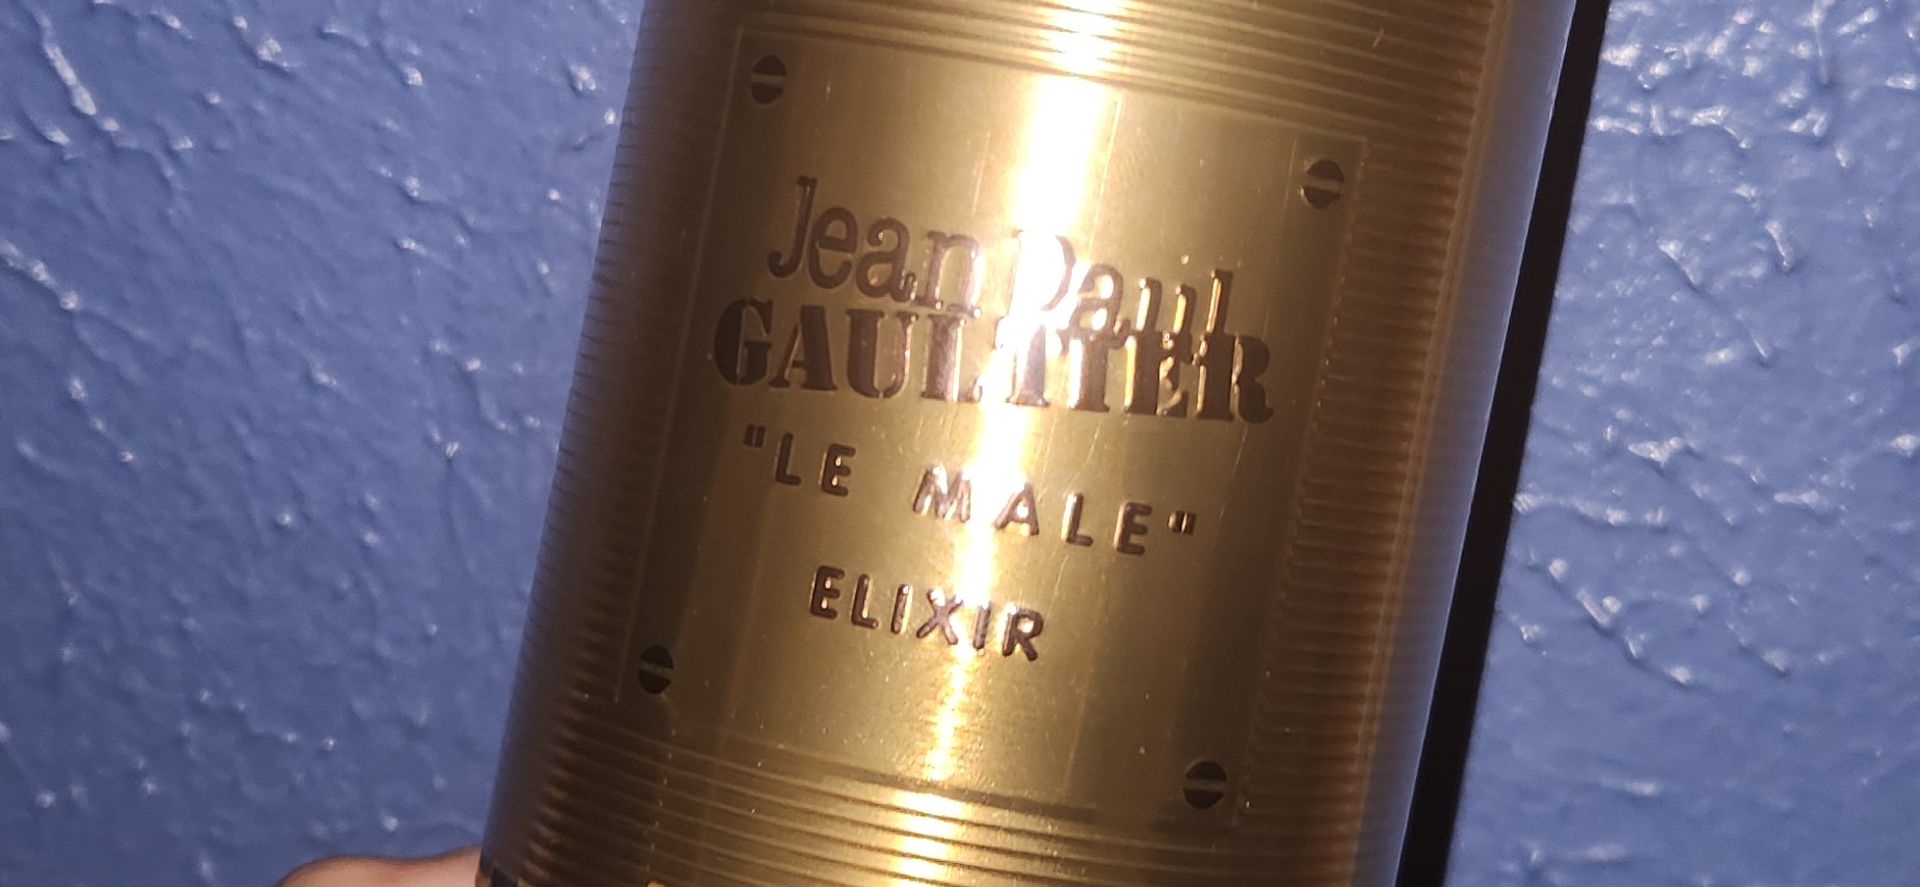 Jean Paul
GAULTIER
"LE MALE"
ELIXIR